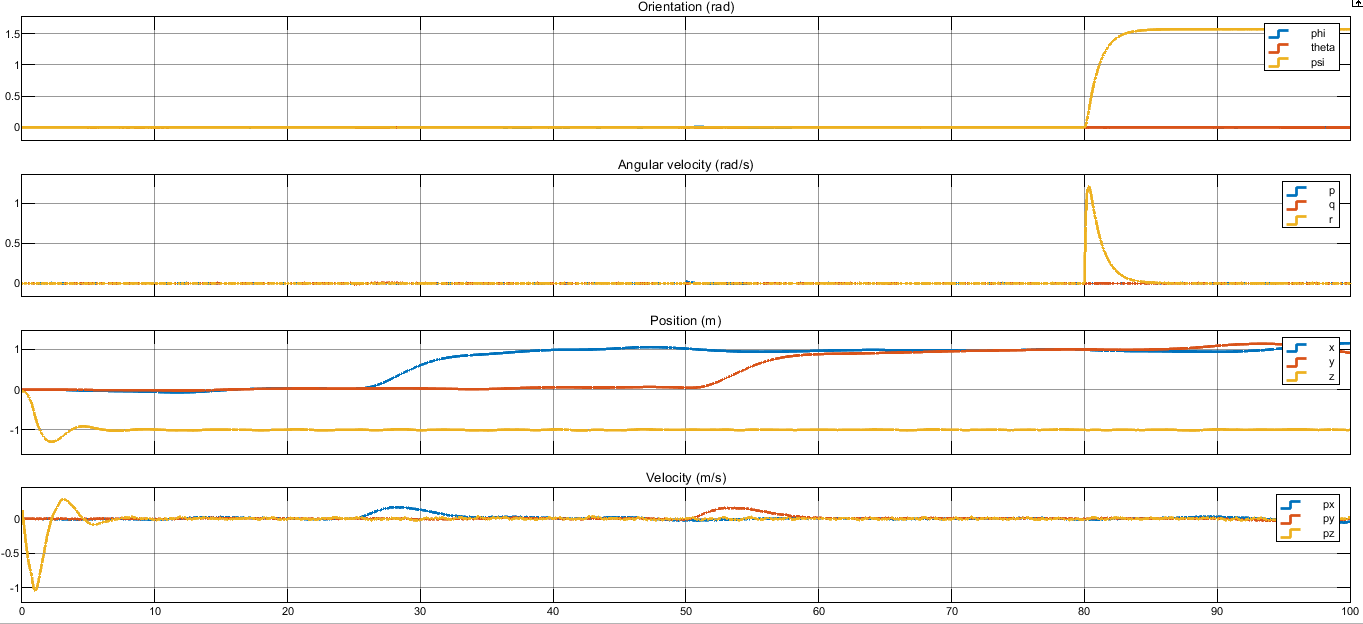 Orientation (rad)
1.5
1
0.5
0
phi
theta
psi
Angular velocity (rad/s)
1
0.5
0
p
q
r
Position (m)
1
0
-1
x
y
z
Velocity (m/s)
0
-0.5
-1
px
py
pz
0 10 20 30 40 50 60 70 80 90 100